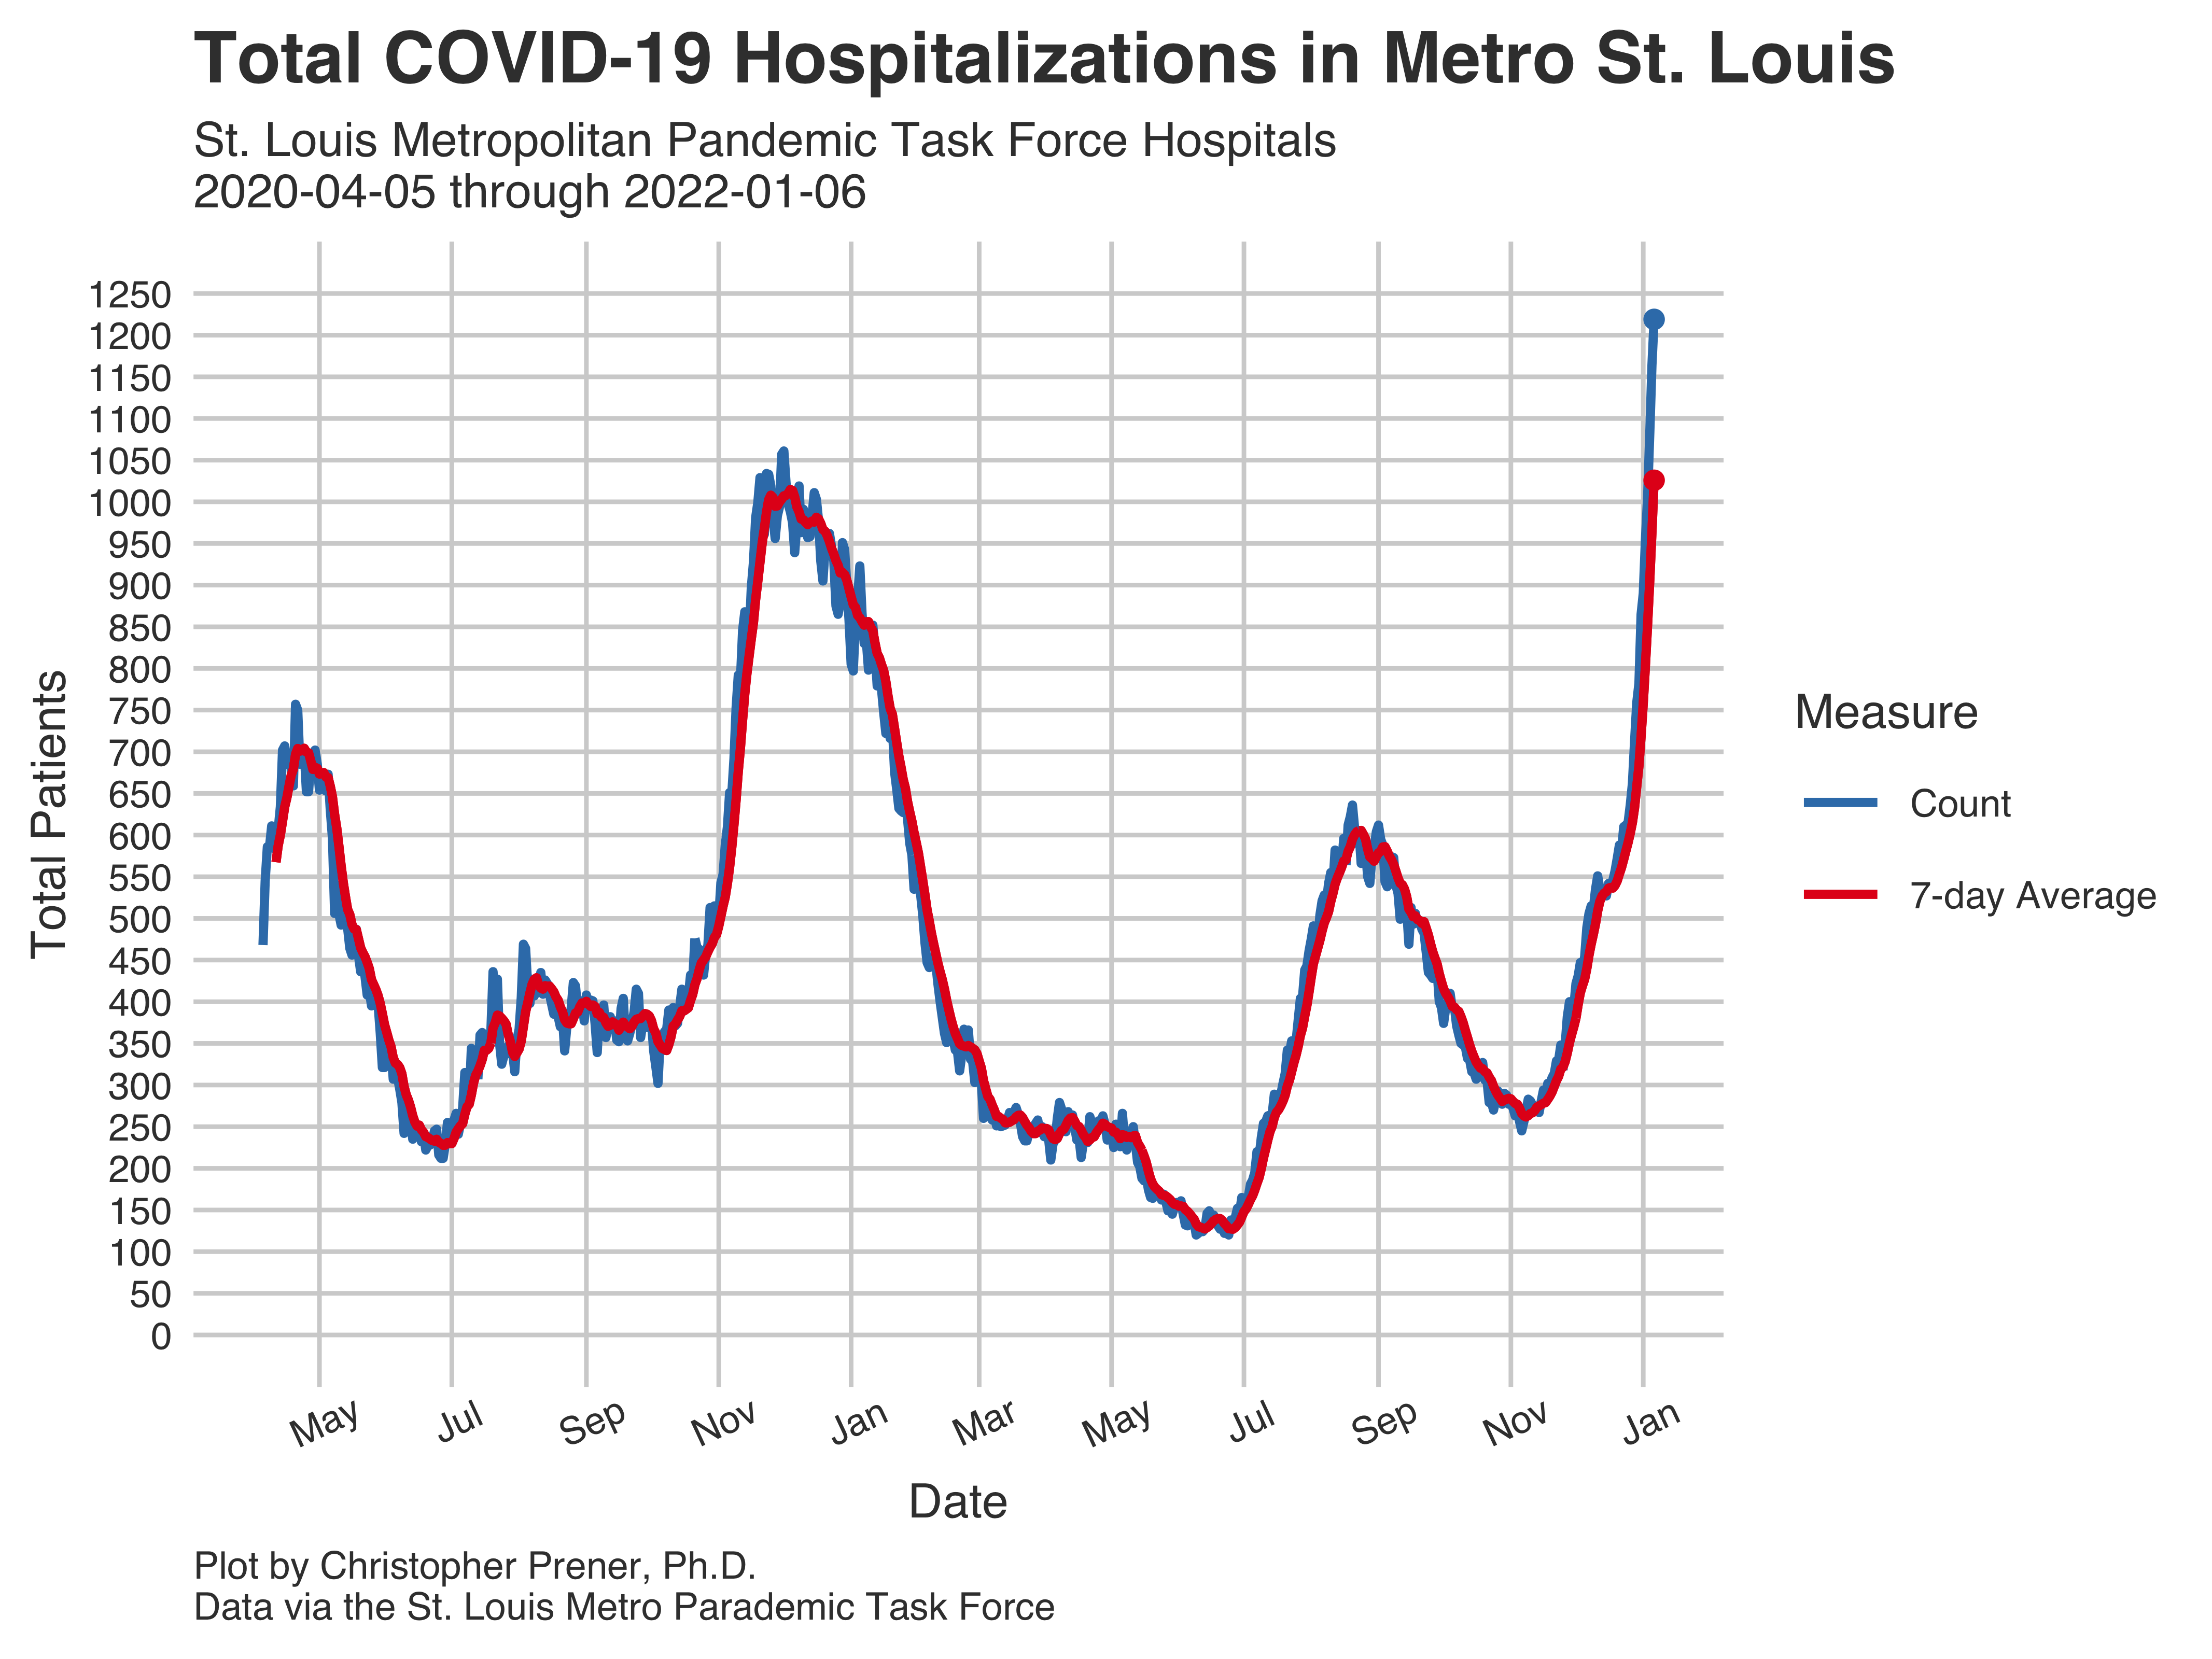 Total COVID-19 Hospitalizations in Metro St. Louis
St. Louis Metropolitan Pandemic Task Force Hospitals
2020-04-05 through 2022-01-06
1250
1200
1150
1100
1050
1000
950
900
850
800
750
700
650
600
550
500
450
400
350
300
250
200
150
100
50
0
Total Patients
May
Jul
Sep
Nov
Jan
Mar
May
Jul
Sep
Nov
Jan
Date
Measure
Count
7-day Average
Plot by Christopher Prener, Ph.D.
Data via the St. Louis Metro Parademic Task Force